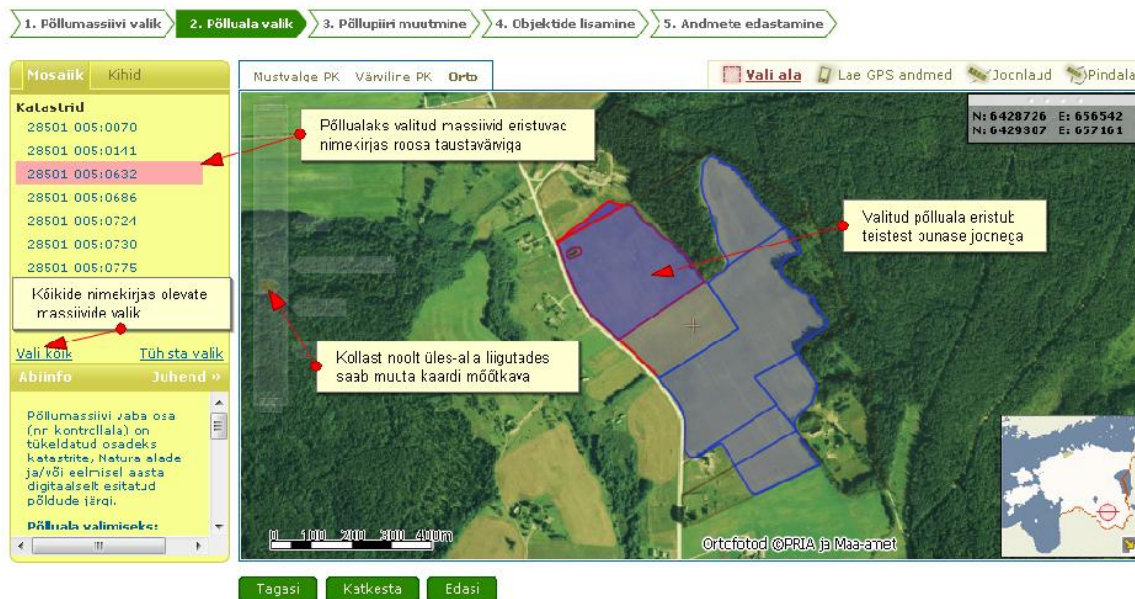 1. Põllumassiivi valik 2. Põlluala valik 3. Põllupiiri muutmine 4. Objektide lisamine 5. Andmete edastamine
Mosaiik Kihid
Mustvalge PK Värviline PK Orto
Vali ala Lae GPS andmed Joonlaud Pindala
Katastrid
28501 005:0070
28501 005:0141
28501 005:0632
28501 005:0686
28501 005:0724
28501 005:0730
28501 005:0775
Põllualaks valitud massiivid eristuvad
nimekirjas roosa taustavärviga
N: 6428726 E: 656542
N: 6429307 E: 657161
Valitud põlluala eristub
teistest punase joonega
Kõikide nimekirjas olevate
massiivide valik
Kollast noolt üles-alla liigutades
saab muuta kaardi mõõtkava
Vali kõik Tühista valik
Abiinfo Juhend »
Põllumassiivi vaba osa
(nn kontrollala) on
tükeldatud osadeks
katastrite, Natura alade
ja/või eelmisel aasta
digitaalselt esitatud
põldude järgi.
Põlluala valimiseks:
0 100 200 300 400m
Ortofotod ©PRIA ja Maa-amet
Tagasi Katkesta Edasi